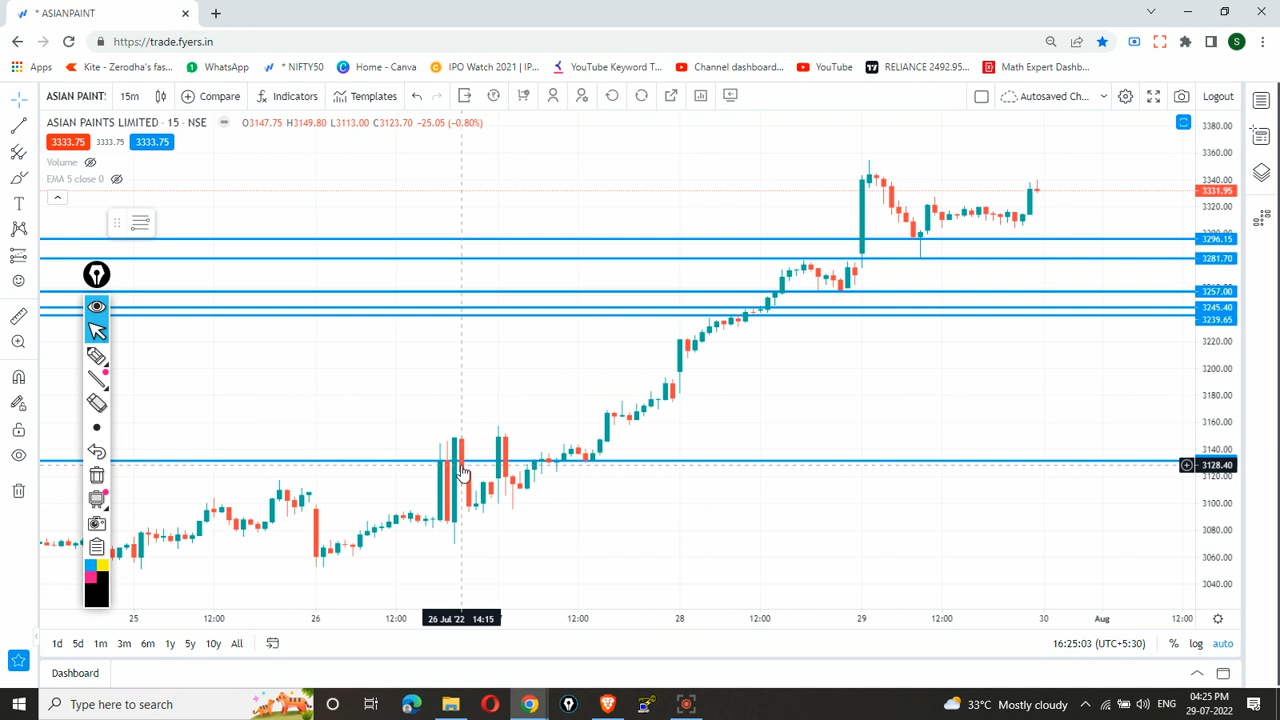 * ASIANPAINT
https://trade.fyers.in
S
Apps
Kite - Zerodha's fas...
WhatsApp
* NIFTY50
Home - Canva
IPO Watch 2021 | IP...
YouTube Keyword T...
Channel dashboard...
YouTube
RELIANCE 2492.95...
Math Expert Dashb...
ASIAN PAINT:
15m
Compare
Indicators
Templates
Autosaved Ch...
Logout
ASIAN PAINTS LIMITED · 15 · NSE
O3147.75 H3149.80 L3113.00 C3123.70 -25.05 (-0.80%)
3333.75 3333.75 3333.75
Volume
EMA 5 close 0
3380.00
3360.00
3340.00
3331.95
3320.00
3300.00
3296.15
3281.70
3257.00
3245.40
3239.65
3220.00
3200.00
3180.00
3160.00
3140.00
3128.40
3120.00
3100.00
3080.00
3060.00
3040.00
25 12:00 26 12:00 26 Jul '22 14:15 12:00 28 12:00 29 12:00 30 Aug 12:00
1d 5d 1m 3m 6m 1y 5y 10y All
16:25:03 (UTC+5:30) % log auto
Dashboard
Type here to search
33°C Mostly cloudy
ENG
04:25 PM
29-07-2022